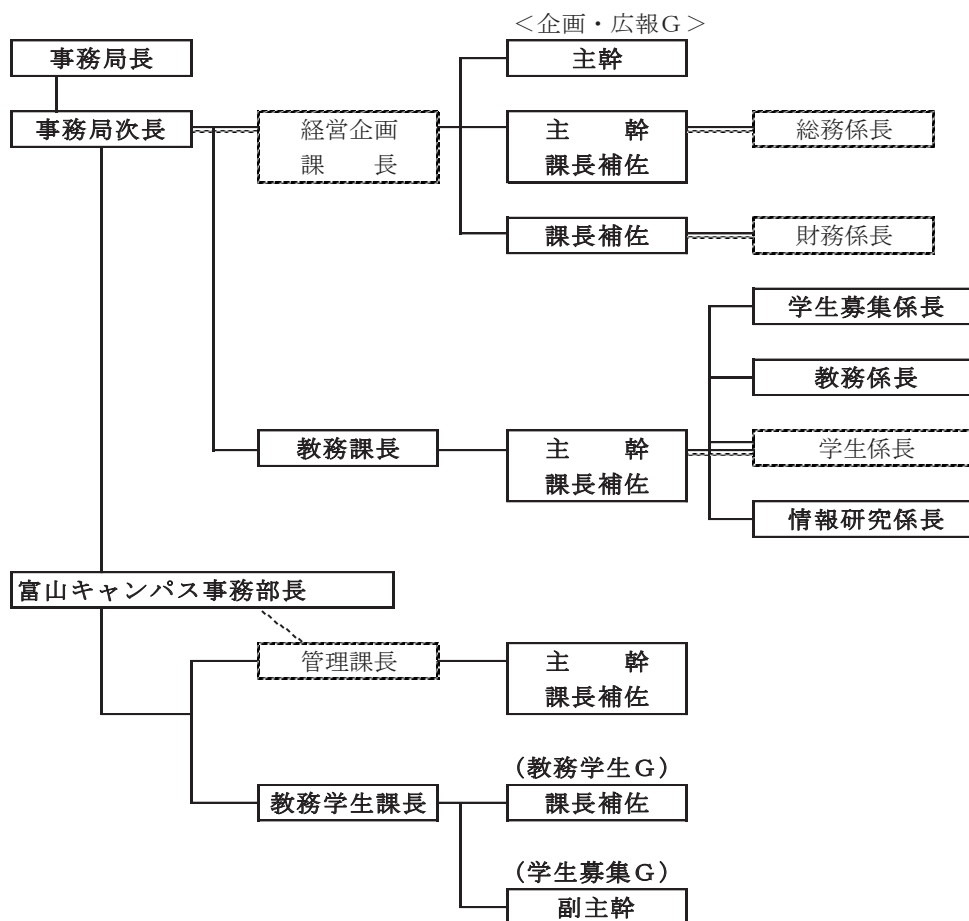 ＜企画・広報Ｇ＞
事務局長
主幹
事務局次長
経営企画
課　　長
主　　幹
課長補佐
総務係長
課長補佐
財務係長
学生募集係長
教務係長
教務課長
主　　幹
課長補佐
学生係長
情報研究係長
富山キャンパス事務部長
管理課長
主　　幹
課長補佐
（教務学生Ｇ）
教務学生課長
課長補佐
（学生募集Ｇ）
副主幹